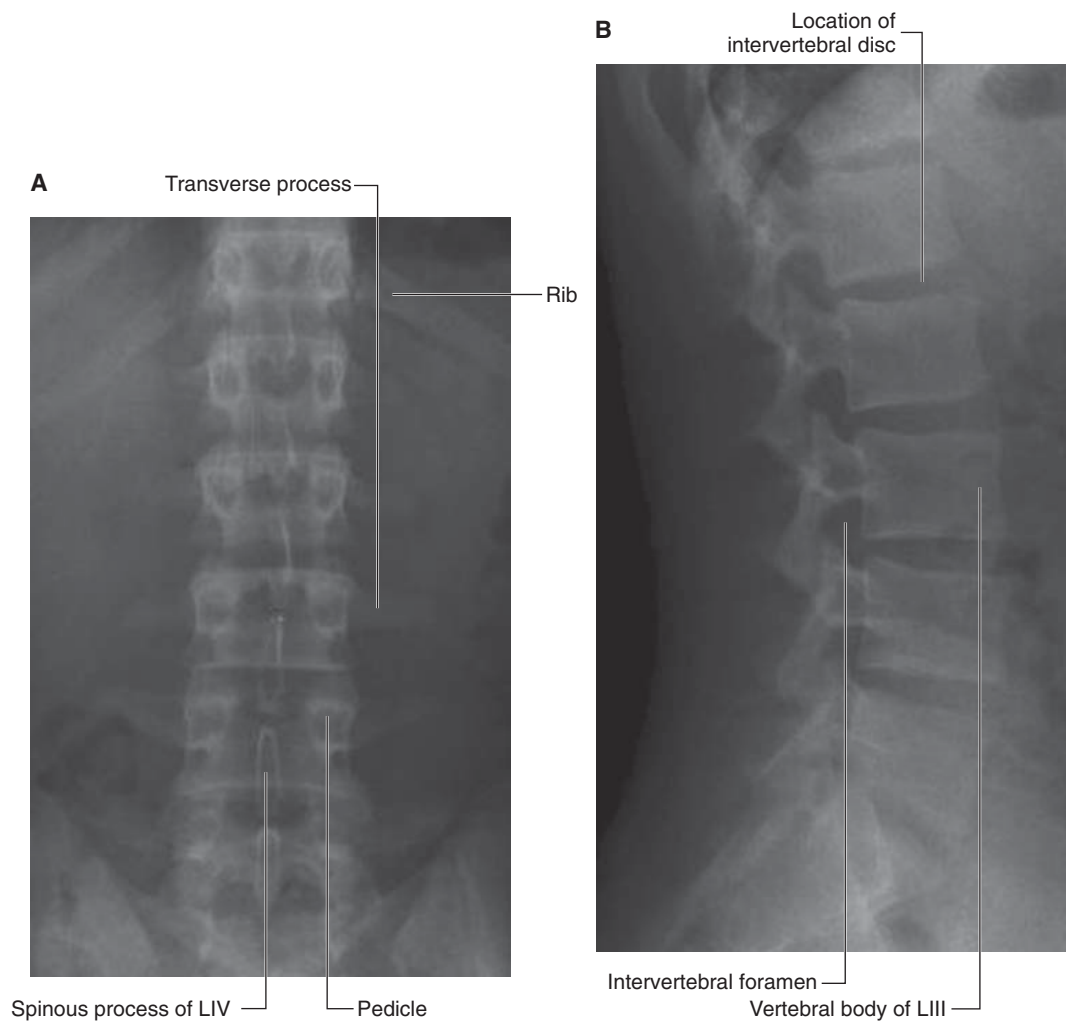 A
Transverse process
Rib
Spinous process of LIV
Pedicle
B
Location of
intervertebral disc
Intervertebral foramen
Vertebral body of LIII